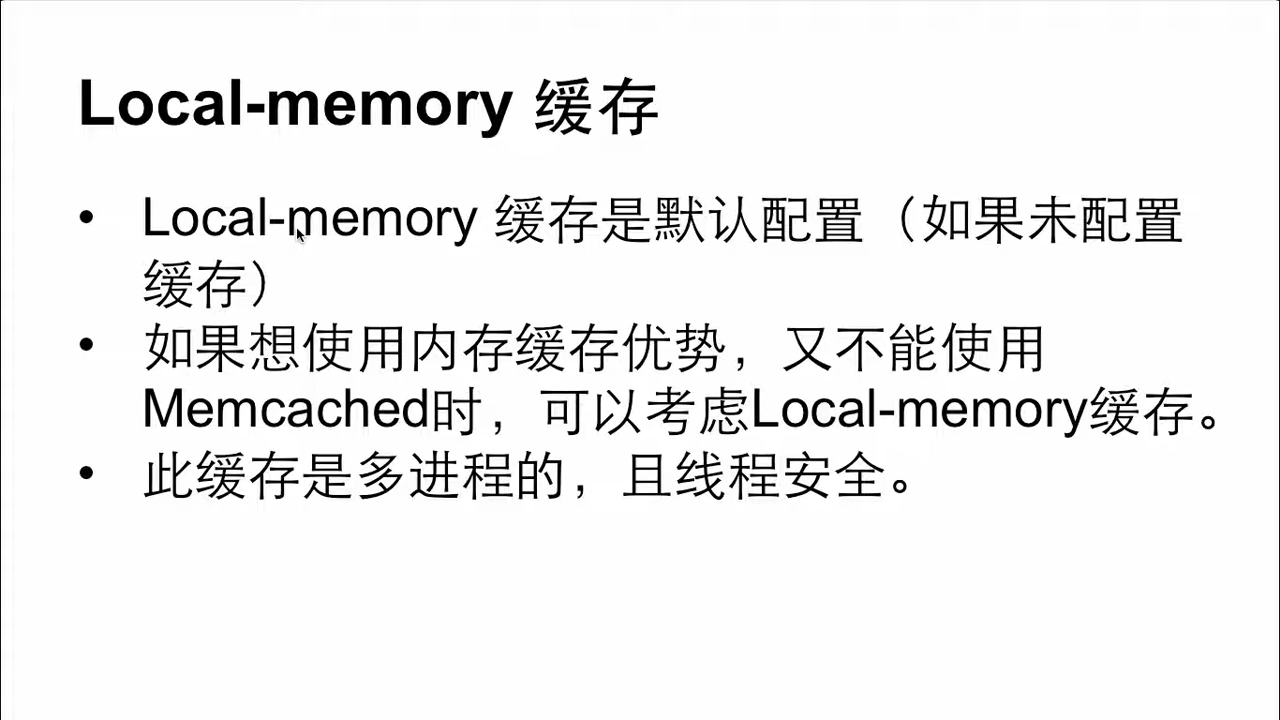 Local-memory 缓存
• Local-memory 缓存是默认配置（如果未配置
缓存）
• 如果想使用内存缓存优势，又不能使用
Memcached时，可以考虑Local-memory缓存。
• 此缓存是多进程的，且线程安全。